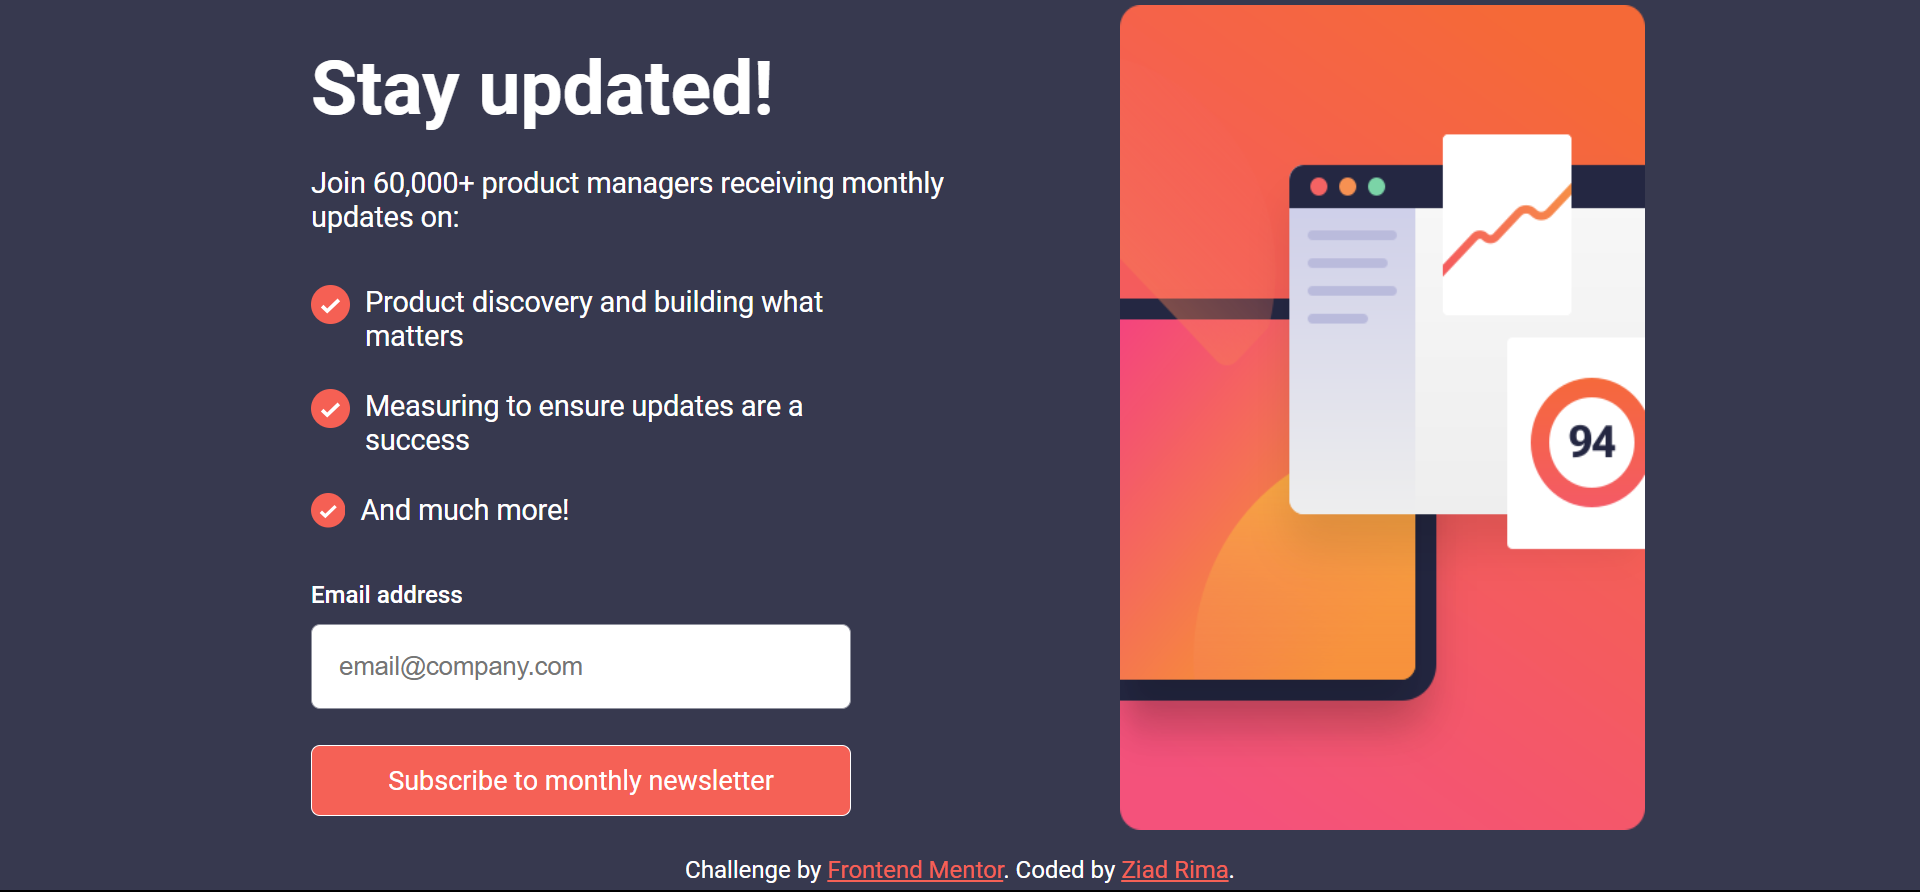 Stay updated!
Join 60,000+ product managers receiving monthly
updates on:
Product discovery and building what
matters
Measuring to ensure updates are a
success
And much more!
Email address
email@company.com
Subscribe to monthly newsletter
94
Challenge by Frontend Mentor. Coded by Ziad Rima.